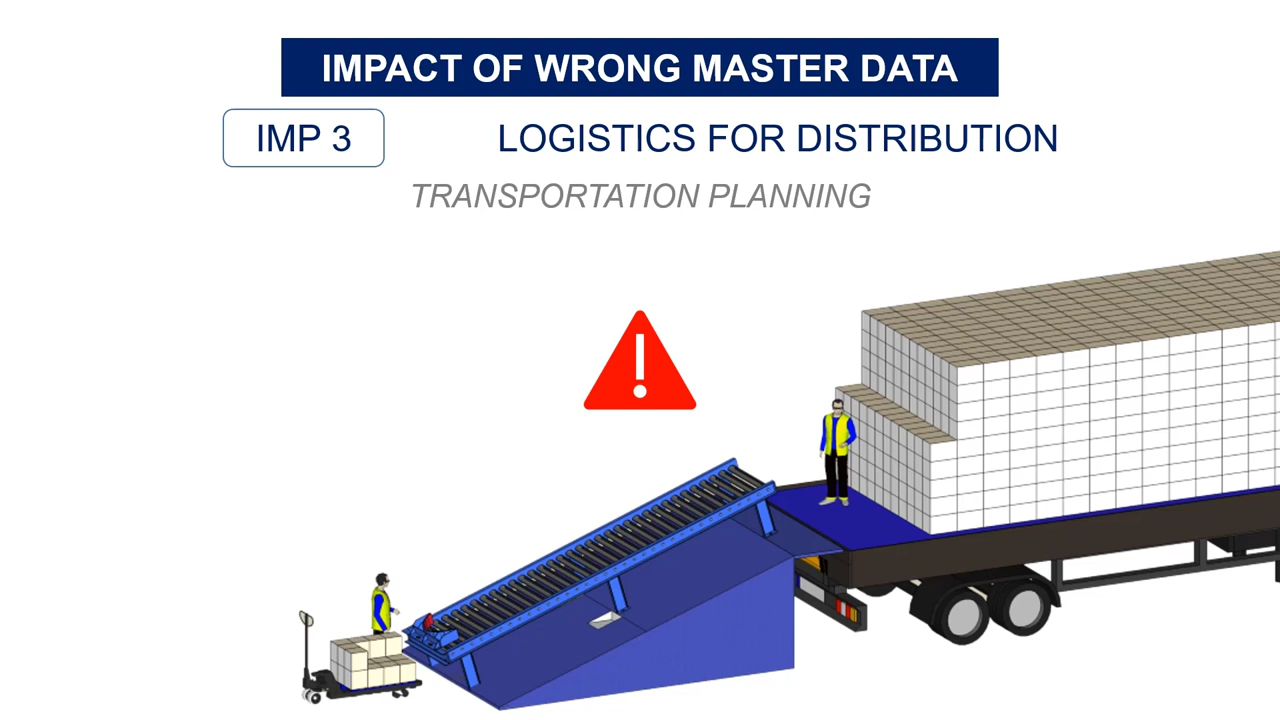 IMPACT OF WRONG MASTER DATA
IMP 3
LOGISTICS FOR DISTRIBUTION
TRANSPORTATION PLANNING